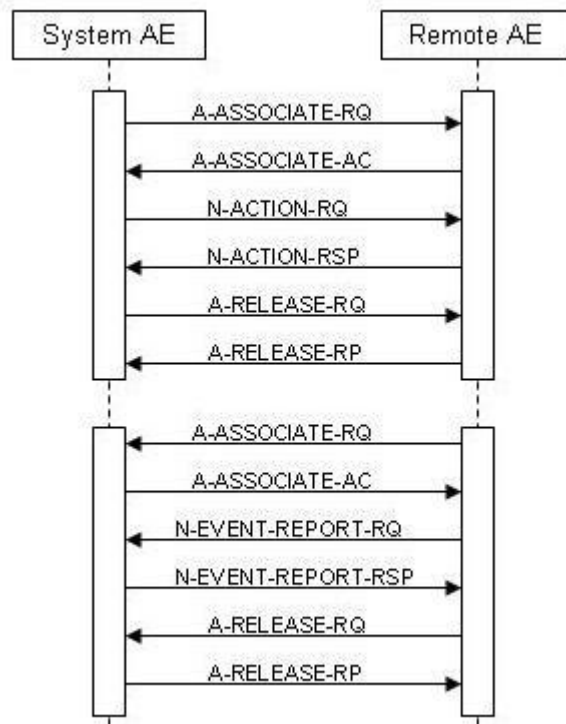 System AE
Remote AE
A-ASSOCIATE-RQ
A-ASSOCIATE-AC
N-ACTION-RQ
N-ACTION-RSP
A-RELEASE-RQ
A-RELEASE-RP
A-ASSOCIATE-RQ
A-ASSOCIATE-AC
N-EVENT-REPORT-RQ
N-EVENT-REPORT-RSP
A-RELEASE-RQ
A-RELEASE-RP